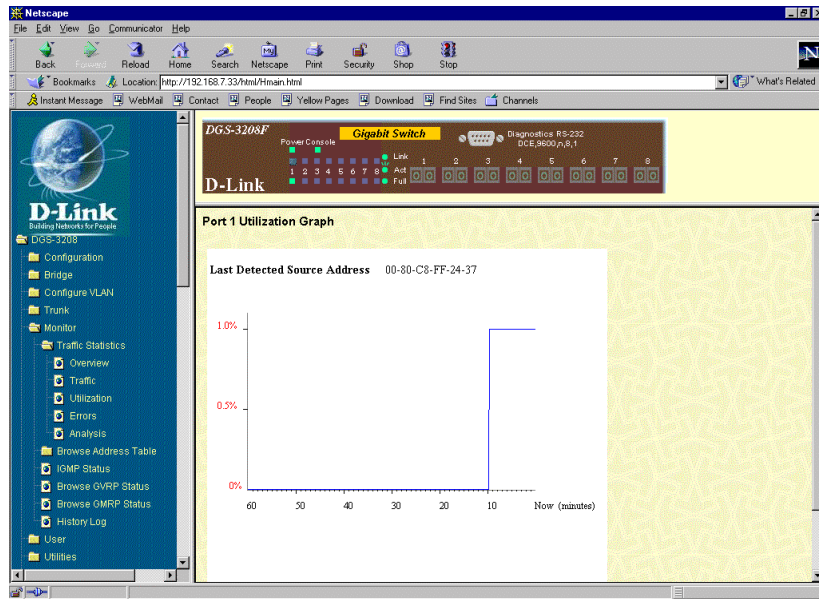 Netscape
File Edit View Go Communicator Help
Back Forward Reload Home Search Netscape Print Security Shop Stop
N
Bookmarks Location: http://192.168.7.33/html/Hmain.html What's Related
Instant Message WebMail Contact People Yellow Pages Download Find Sites Channels
D-Link
Building Networks for People
DGS-3208
Configuration
Bridge
Configure VLAN
Trunk
Monitor
Traffic Statistics
Overview
Traffic
Utilization
Errors
Analysis
Browse Address Table
IGMP Status
Browse GVRP Status
Browse GMRP Status
History Log
User
Utilities
DGS-3208F
Gigabit Switch
Diagnostics RS-232
DCE,9600,n,8,1
Power Console
Link
1 2 3 4 5 6 7 8
1 2 3 4 5 6 7 8 Act
Full
D-Link
Port 1 Utilization Graph
Last Detected Source Address 00-80-C8-FF-24-37
1.0%
0.5%
0%
60 50 40 30 20 10 Now (minutes)